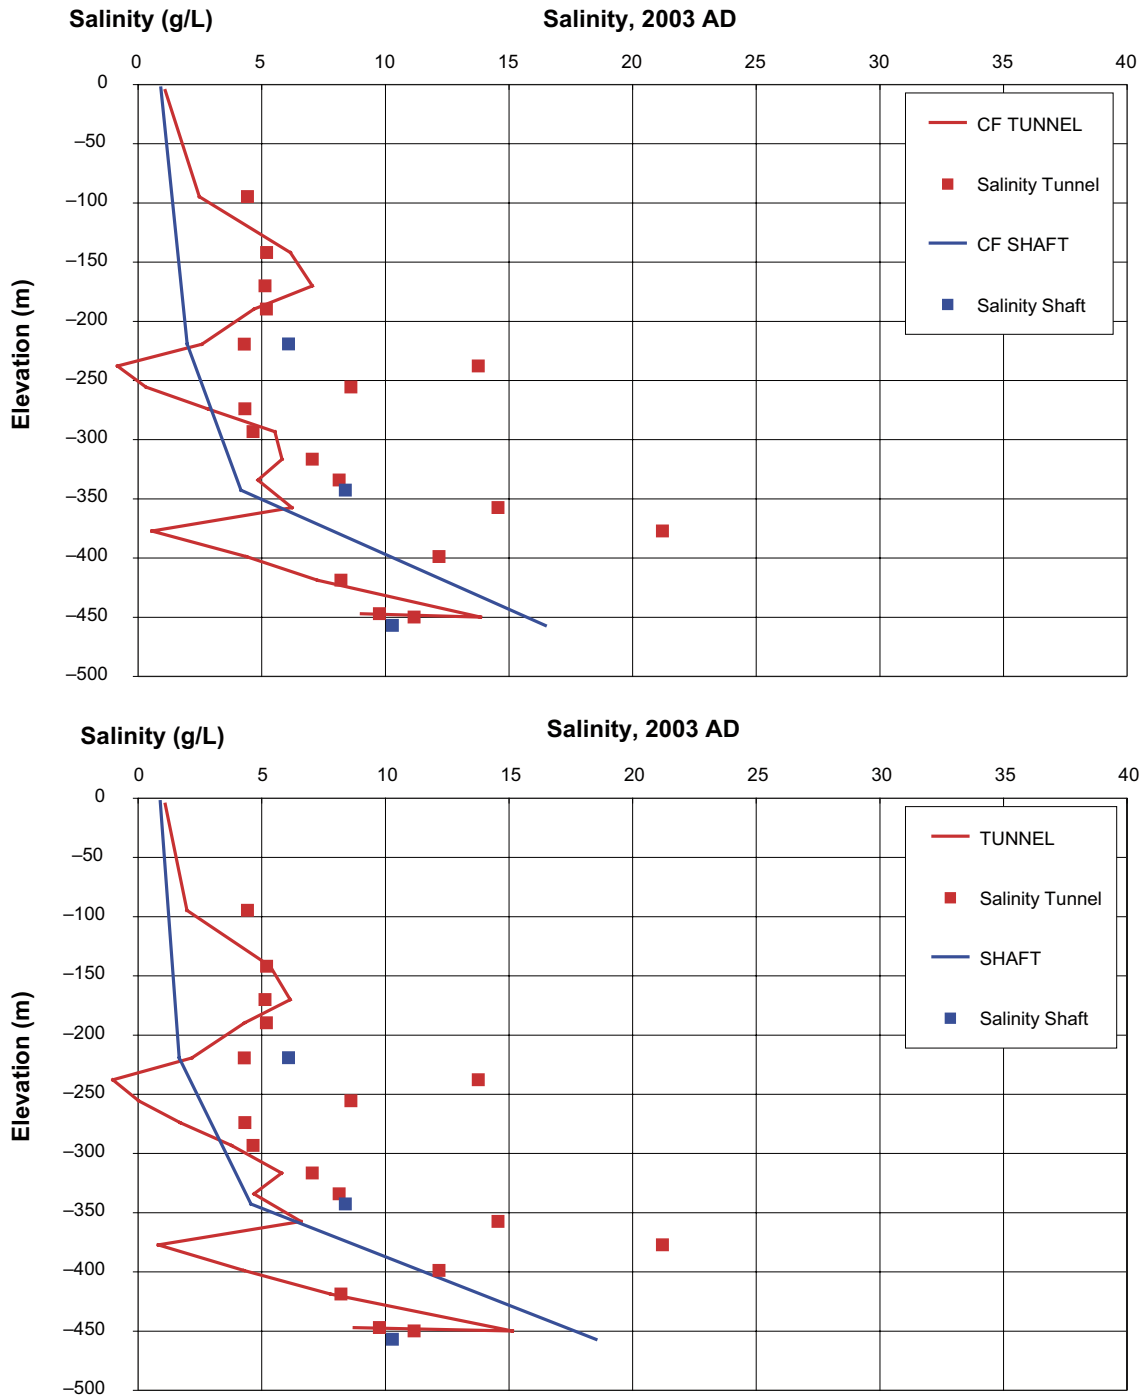 Salinity (g/L) Salinity, 2003 AD
0 5 10 15 20 25 30 35 40
0
–50
–100
–150
–200
–250
–300
–350
–400
–450
–500
Elevation (m)
CF TUNNEL
Salinity Tunnel
CF SHAFT
Salinity Shaft
Salinity (g/L) Salinity, 2003 AD
0 5 10 15 20 25 30 35 40
0
–50
–100
–150
–200
–250
–300
–350
–400
–450
–500
Elevation (m)
TUNNEL
Salinity Tunnel
SHAFT
Salinity Shaft